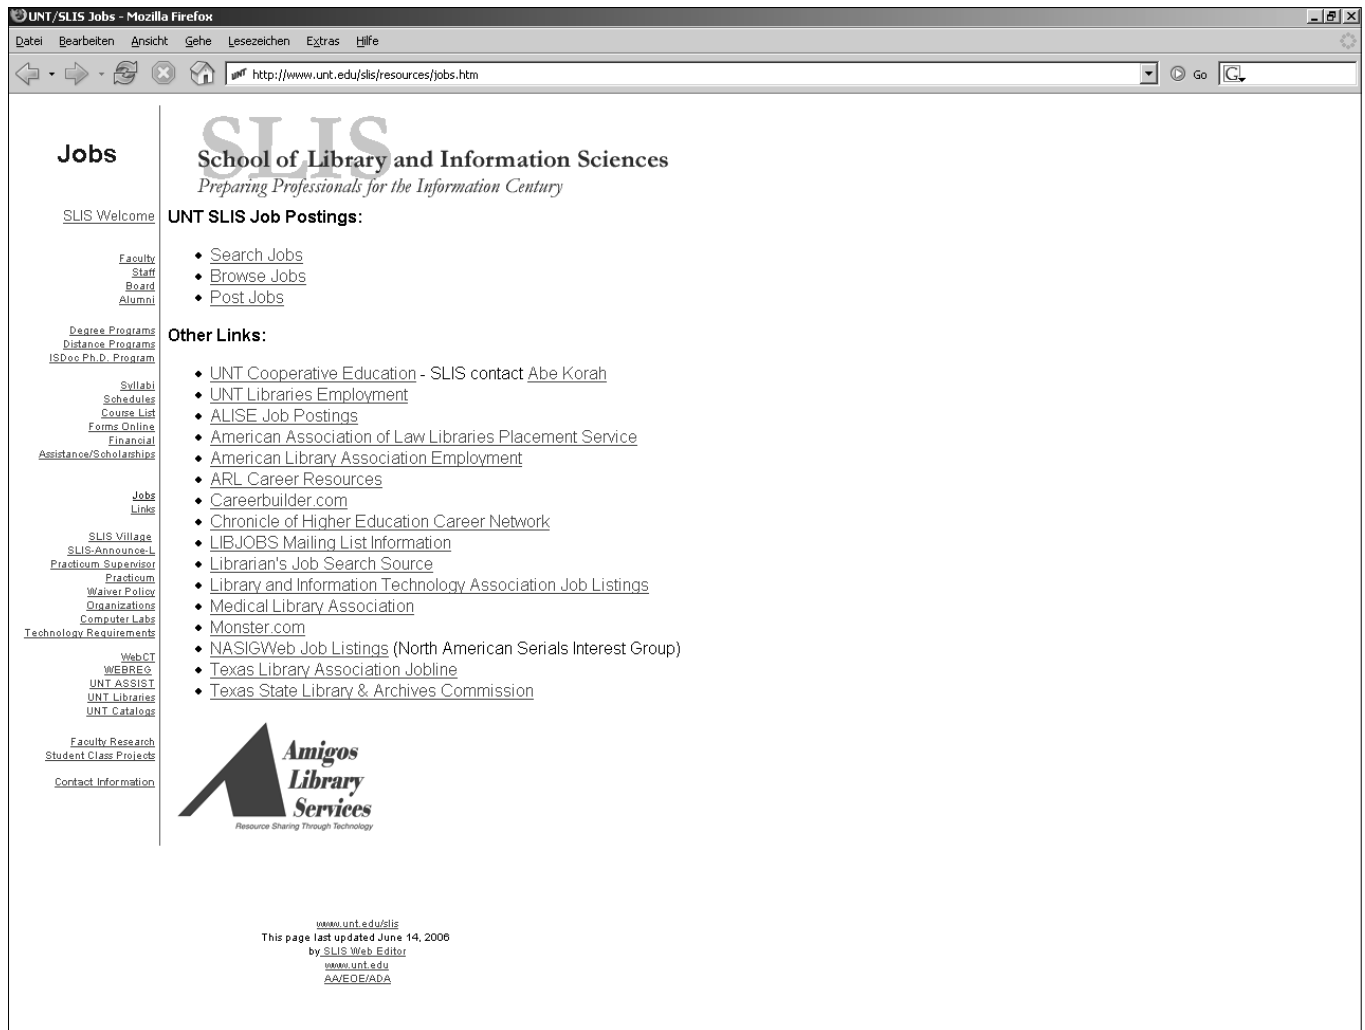 UNT/SLIS Jobs - Mozilla Firefox
Datei Bearbeiten Ansicht Gehe Lesezeichen Extras Hilfe
UNT http://www.unt.edu/slis/resources/jobs.htm Go G
Jobs
SLIS
School of Library and Information Sciences
Preparing Professionals for the Information Century
SLIS Welcome
Faculty
Staff
Board
Alumni
Degree Programs
Distance Programs
ISDoc Ph.D. Program
Syllabi
Schedules
Course List
Forms Online
Financial
Assistance/Scholarships
Jobs
Links
SLIS Village
SLIS-Announce-L
Practicum Supervisor
Practicum
Waiver Policy
Organizations
Computer Labs
Technology Requirements
WebCT
WEBREG
UNT ASSIST
UNT Libraries
UNT Catalogs
Faculty Research
Student Class Projects
Contact Information
UNT SLIS Job Postings:
• Search Jobs
• Browse Jobs
• Post Jobs
Other Links:
• UNT Cooperative Education - SLIS contact Abe Korah
• UNT Libraries Employment
• ALISE Job Postings
• American Association of Law Libraries Placement Service
• American Library Association Employment
• ARL Career Resources
• Careerbuilder.com
• Chronicle of Higher Education Career Network
• LIBJOBS Mailing List Information
• Librarian's Job Search Source
• Library and Information Technology Association Job Listings
• Medical Library Association
• Monster.com
• NASIGWeb Job Listings (North American Serials Interest Group)
• Texas Library Association Jobline
• Texas State Library & Archives Commission
Amigos
Library
Services
Resource Sharing Through Technology
www.unt.edu/slis
This page last updated June 14, 2006
by SLIS Web Editor
www.unt.edu
AA/EOE/ADA